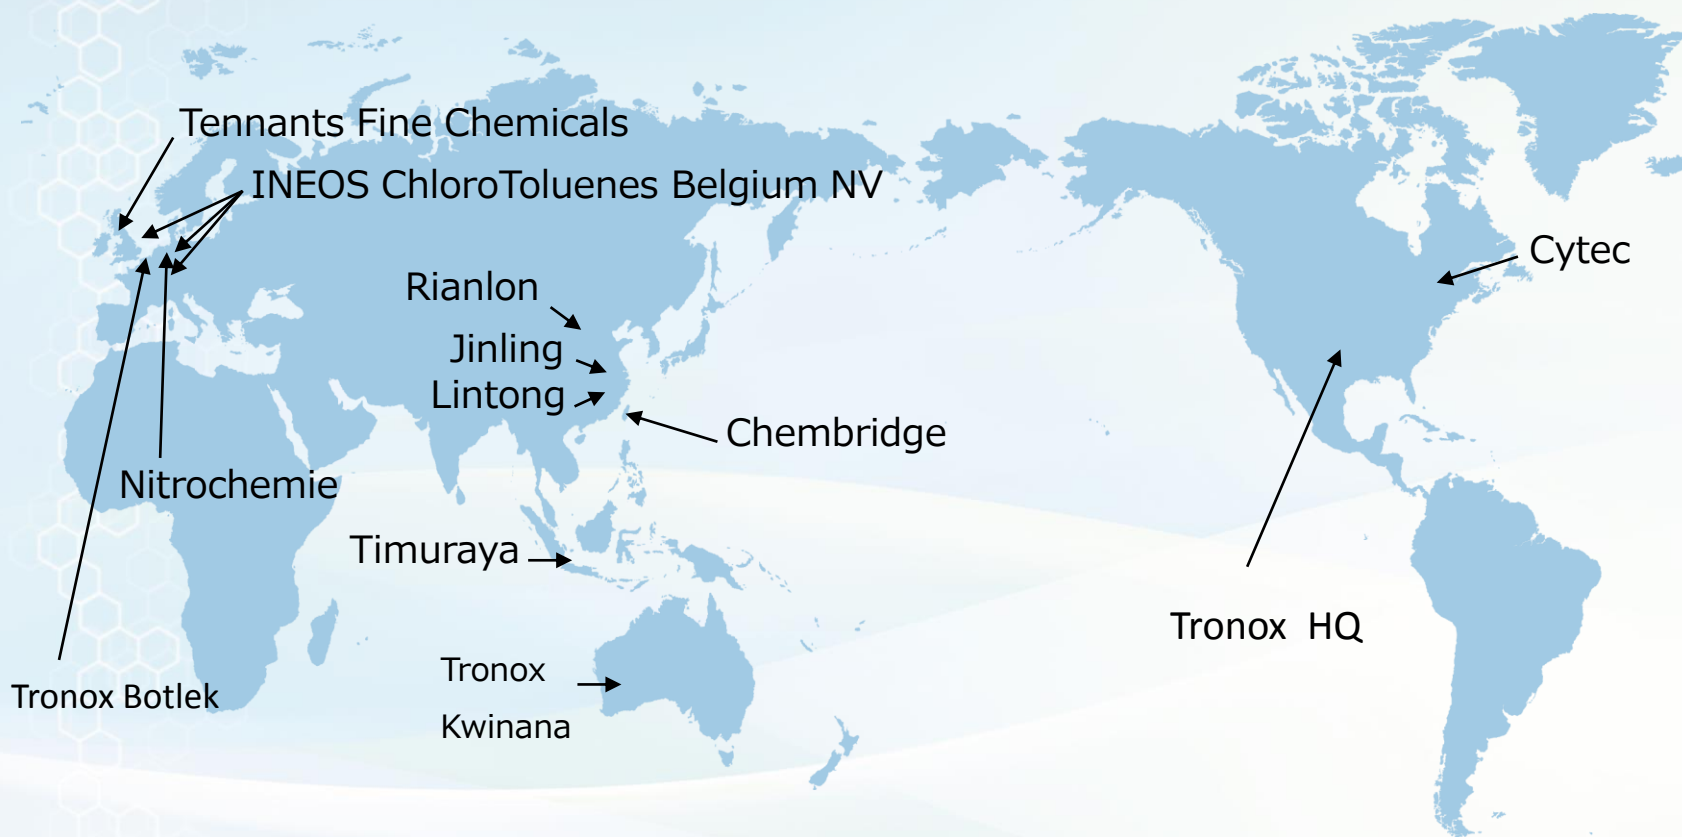 Tennants Fine Chemicals
INEOS ChloroToluenes Belgium NV
Cytec
Rianlon
Jinling
Lintong
Chembridge
Nitrochemie
Timuraya
Tronox HQ
Tronox
Kwinana
Tronox Botlek